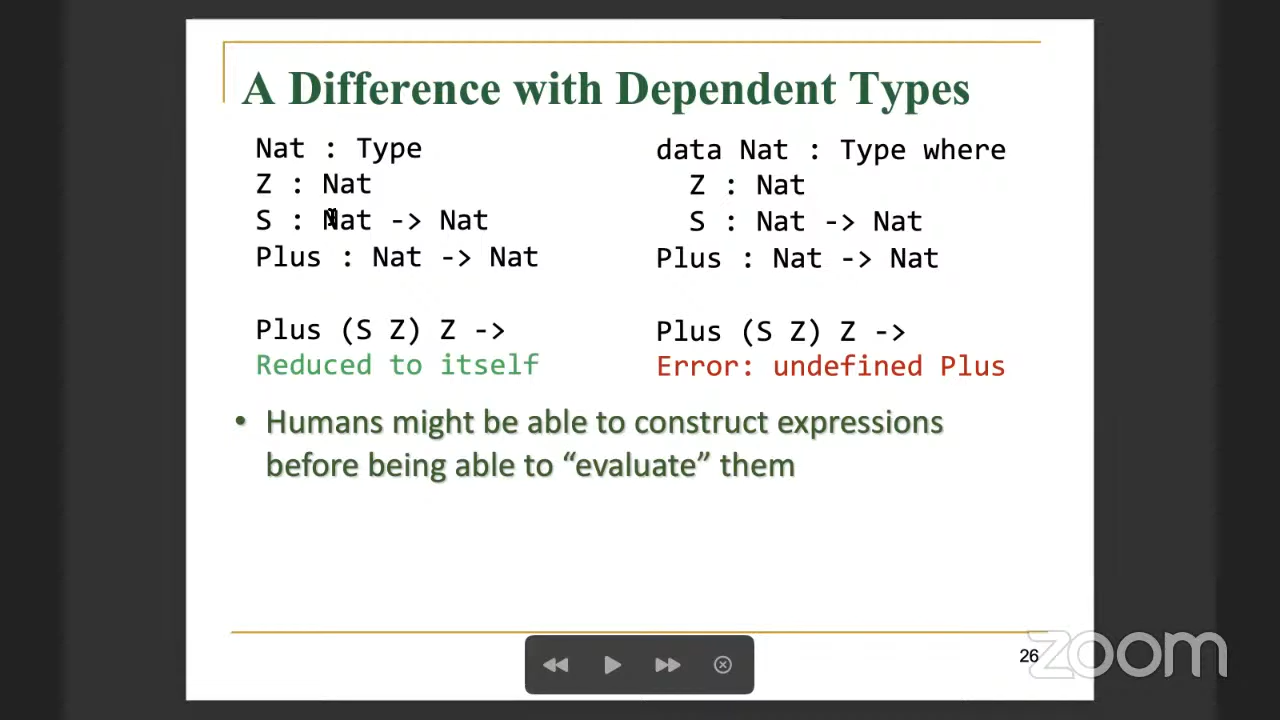 A Difference with Dependent Types
Nat : Type
Z : Nat
S : Nat -> Nat
Plus : Nat -> Nat
Plus (S Z) Z ->
Reduced to itself
data Nat : Type where
Z : Nat
S : Nat -> Nat
Plus : Nat -> Nat
Plus (S Z) Z ->
Error: undefined Plus
• Humans might be able to construct expressions
before being able to “evaluate” them
26
zoom